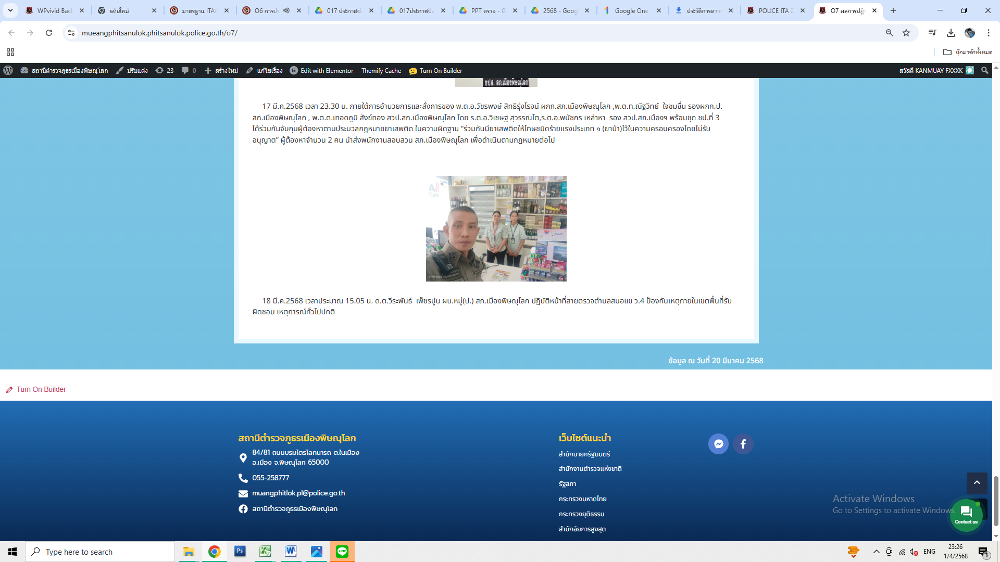 WPvivid Bac
แท็บใหม่
มาตรฐาน ITA
O6 การป
017 ประกาศช
017ประกาศป้อ
PPT ตรวจ - G
2568 - Goog
Google One
ประวัติการดาว
POLICE ITA 2
O7 ผลการปฏิ
mueangphitsanulok.phitsanulok.police.go.th/o7/
บุ๊กมาร์กทั้งหมด
สถานีตำรวจภูธรเมืองพิษณุโลก ปรับแต่ง 23 0 สร้างใหม่ แก้ไขเรื่อง Edit with Elementor Themify Cache Turn On Builder สวัสดี KANMUAY FXXXK
ชปส. สภ.เมืองพิษณุโลก
17 มี.ค.2568 เวลา 23.30 น. ภายใต้การอำนวยการและสั่งการของ พ.ต.อ.วัชรพงษ์ สิทธิรุ่งโรจน์ ผกก.สภ.เมืองพิษณุโลก ,พ.ต.ท.ณัฐวิทย์ ใจชมชื่น รองผกก.ป.
สภ.เมืองพิษณุโลก , พ.ต.ต.เทอดภูมิ สังข์ทอง สวป.สภ.เมืองพิษณุโลก โดย ร.ต.อ.วิเชษฐ สุวรรณโต,ร.ต.อ.พนัชกร เหล่าหา รอง สวป.สภ.เมืองฯ พร้อมชุด ชป.ที่ 3
ได้ร่วมกันจับกุมผู้ต้องหาตามประมวลกฎหมายยาเสพติด ในความผิดฐาน “ร่วมกันมียาเสพติดให้โทษชนิดร้ายแรงประเภท ๑ (ยาบ้า)ไว้ในความครอบครองโดยไม่รับ
อนุญาต” ผู้ต้องหาจำนวน 2 คน นำส่งพนักงานสอบสวน สภ.เมืองพิษณุโลก เพื่อดำเนินตามกฎหมายต่อไป
All
Cafe
18 มี.ค.2568 เวลาประมาณ 15.05 น. ด.ต.วีระพันธ์ เพ็ชรปูน ผบ.หมู่(ป.) สภ.เมืองพิษณุโลก ปฏิบัติหน้าที่สายตรวจตำบลสมอแข ว.4 ป้องกันเหตุภายในเขตพื้นที่รับ
ผิดชอบ เหตุการณ์ทั่วไปปกติ
ข้อมูล ณ วันที่ 20 มีนาคม 2568
Turn On Builder
สถานีตำรวจภูธรเมืองพิษณุโลก
84/81 ถนนบรมไตรโลกนารถ ต.ในเมือง
อ.เมือง จ.พิษณุโลก 65000
055-258777
muangphitlok.pl@police.go.th
สถานีตำรวจภูธรเมืองพิษณุโลก
เว็บไซต์แนะนำ
สำนักนายกรัฐมนตรี
สำนักงานตำรวจแห่งชาติ
รัฐสภา
กระทรวงมหาดไทย
กระทรวงยุติธรรม
สำนักอัยการสูงสุด
Activate Windows
Go to Settings to activate Windows.
Contact us
Type here to search
Ps
LINE
ENG
23:26
1/4/2568
1